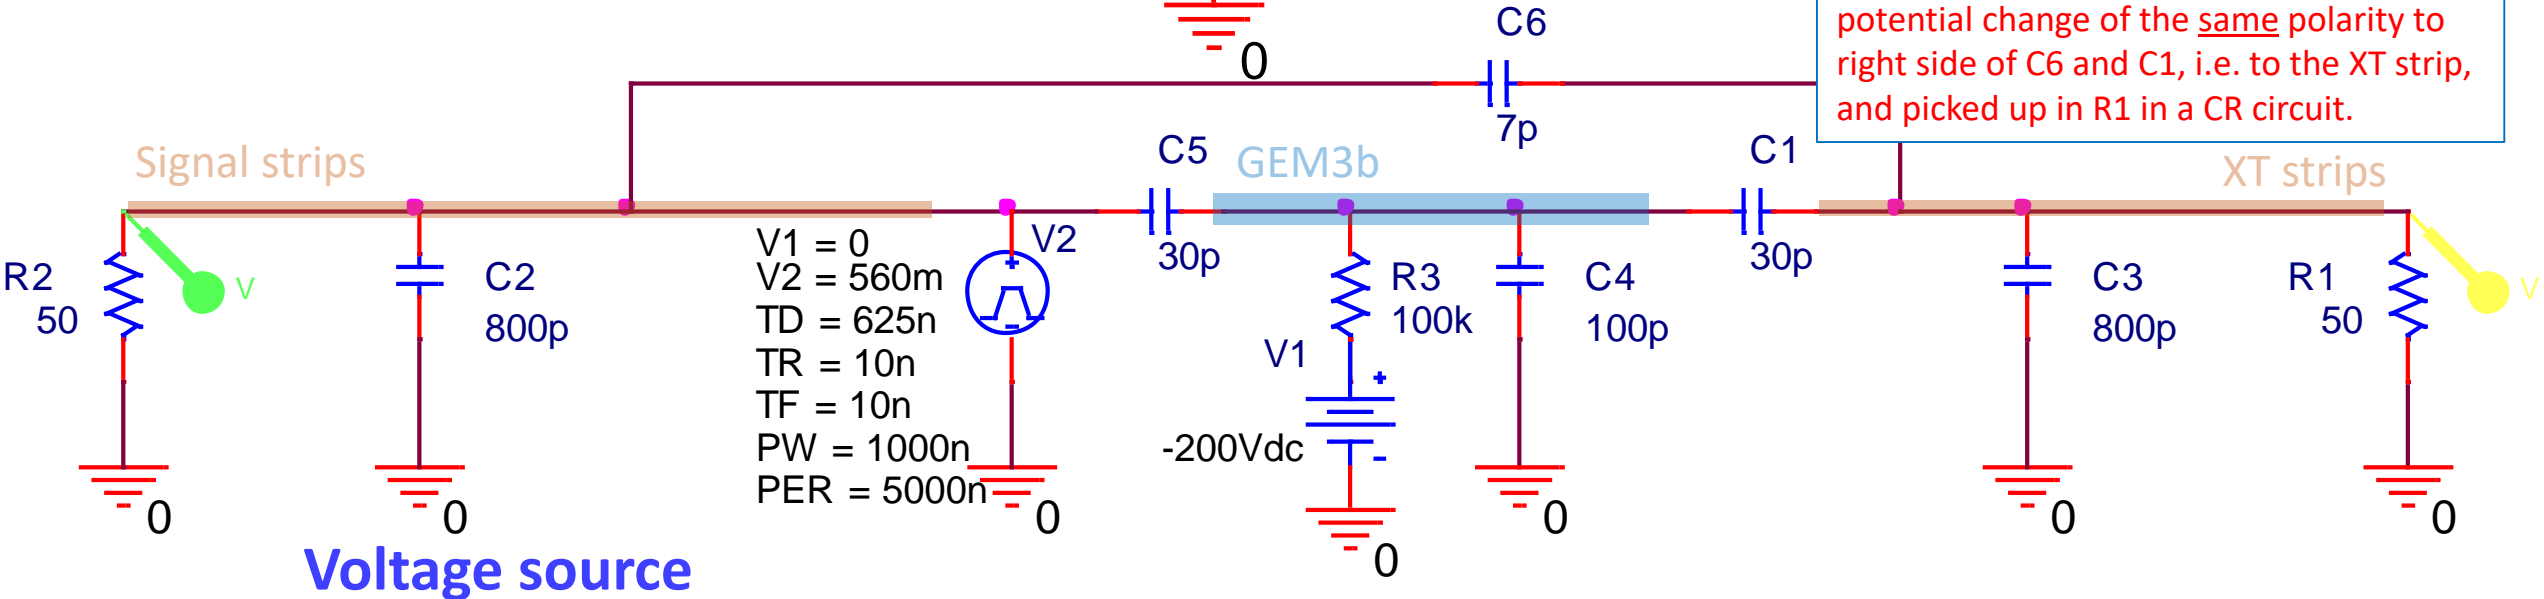 C6
0
7p
potential change of the same polarity to
right side of C6 and C1, i.e. to the XT strip,
and picked up in R1 in a CR circuit.
Signal strips
C5
GEM3b
C1
XT strips
V1 = 0
V2 = 560m
TD = 625n
TR = 10n
TF = 10n
PW = 1000n
PER = 5000n
V2
30p
30p
R2
50
V
C2
800p
R3
100k
C4
100p
C3
800p
R1
50
V
V1
+
-200Vdc
-
0
0
0
0
0
0
0
Voltage source